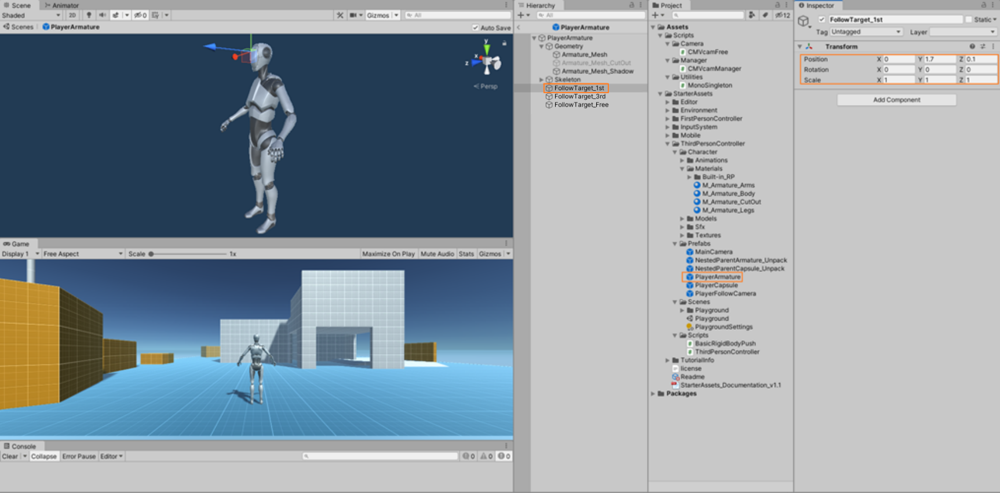 Scene
Animator
Shaded
2D
0
Gizmos
All
Scenes
PlayerArmature
Auto Save
y
x
z
Persp
Game
Display 1
Free Aspect
Scale
1x
Maximize On Play
Mute Audio
Stats
Gizmos
Console
Clear
Collapse
Error Pause
Editor
0
0
0
Hierarchy
All
PlayerArmature
PlayerArmature
Geometry
Armature_Mesh
Armature_Mesh_CutOut
Armature_Mesh_Shadow
Skeleton
FollowTarget_1st
FollowTarget_3rd
FollowTarget_Free
Project
12
Assets
Scripts
Camera
CMVcamFree
Manager
CMVcamManager
Utilities
MonoSingleton
StarterAssets
Editor
Environment
FirstPersonController
InputSystem
Mobile
ThirdPersonController
Character
Animations
Materials
Built-in_RP
M_Armature_Arms
M_Armature_Body
M_Armature_CutOut
M_Armature_Legs
Models
Sfx
Textures
Prefabs
MainCamera
NestedParentArmature_Unpack
NestedParentCapsule_Unpack
PlayerArmature
PlayerCapsule
PlayerFollowCamera
Scenes
Playground
Playground
PlaygroundSettings
Scripts
BasicRigidBodyPush
ThirdPersonController
TutorialInfo
license
Readme
StarterAssets_Documentation_v1.1
Packages
Inspector
FollowTarget_1st
Static
Tag Untagged
Layer
Transform
Position X 0 Y 1.7 Z 0.1
Rotation X 0 Y 0 Z 0
Scale X 1 Y 1 Z 1
Add Component